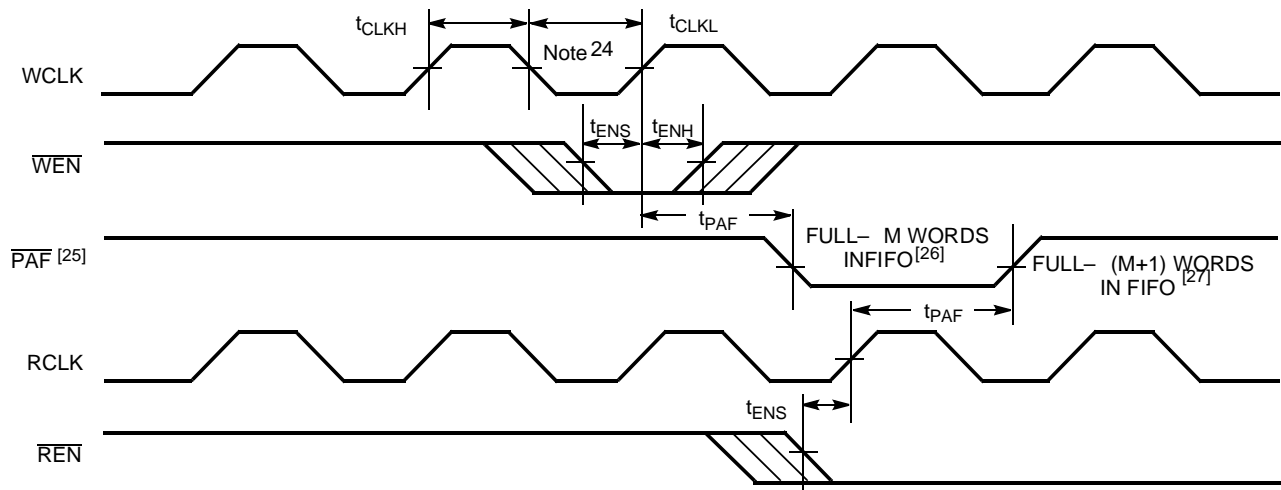 tCLKH
tCLKL
Note 24
WCLK
tENS
tENH
WEN
tPAF
PAF [25]
FULL– M WORDS
INFIFO[26]
FULL– (M+1) WORDS
IN FIFO [27]
tPAF
RCLK
tENS
REN